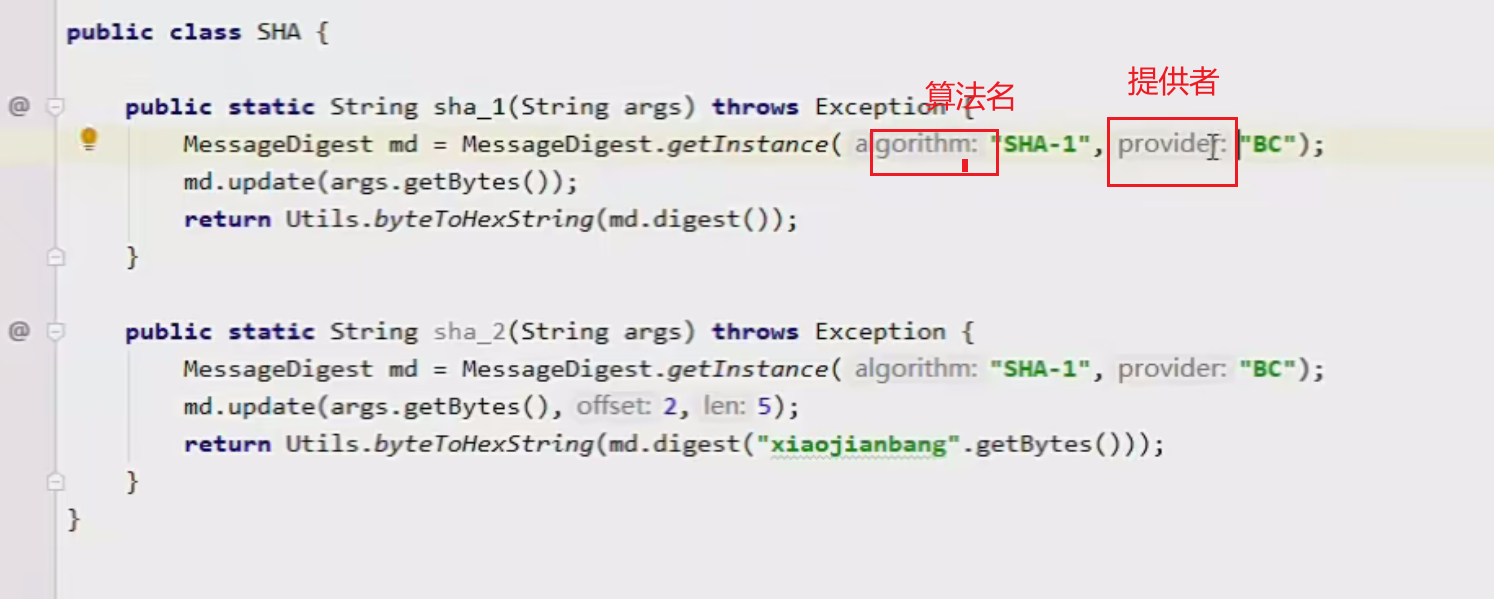 public class SHA {
算法名
提供者
@ public static String sha_1(String args) throws Exception {
MessageDigest md = MessageDigest.getInstance( algorithm: "SHA-1", provider: "BC");
md.update(args.getBytes());
return Utils.byteToHexString(md.digest());
}
@ public static String sha_2(String args) throws Exception {
MessageDigest md = MessageDigest.getInstance( algorithm: "SHA-1", provider: "BC");
md.update(args.getBytes(), offset: 2, len: 5);
return Utils.byteToHexString(md.digest("xiaojianbang".getBytes()));
}
}